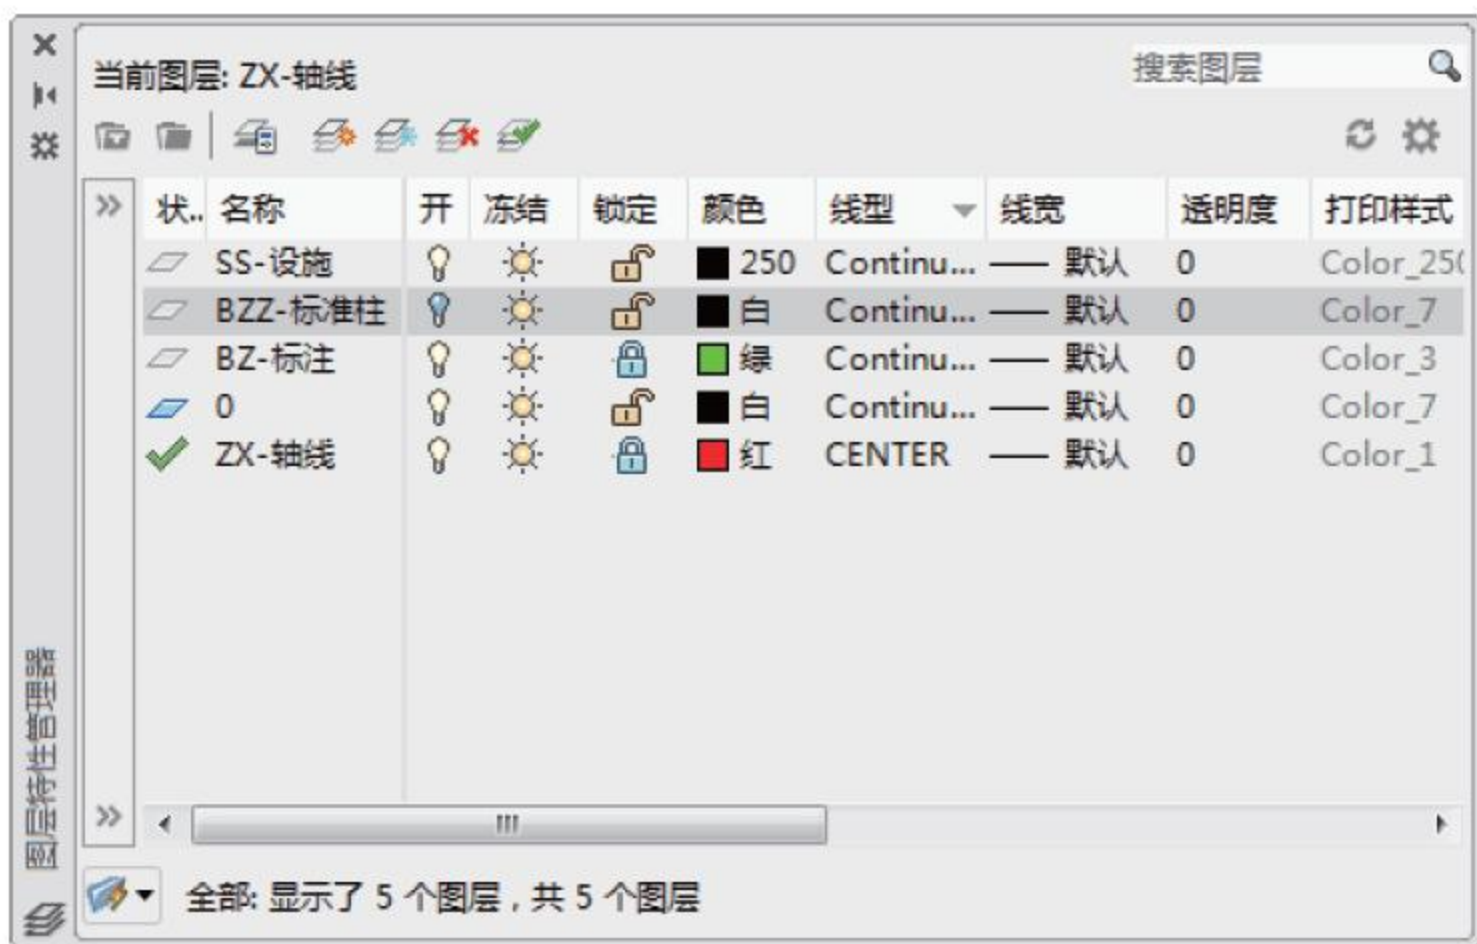 当前图层: ZX-轴线
搜索图层
状.. 名称 开 冻结 锁定 颜色 线型 线宽 透明度 打印样式
SS-设施 250 Continu... 默认 0 Color_250
BZZ-标准柱 白 Continu... 默认 0 Color_7
BZ-标注 绿 Continu... 默认 0 Color_3
0 白 Continu... 默认 0 Color_7
ZX-轴线 红 CENTER 默认 0 Color_1
图层特性管理器
全部: 显示了 5 个图层 , 共 5 个图层